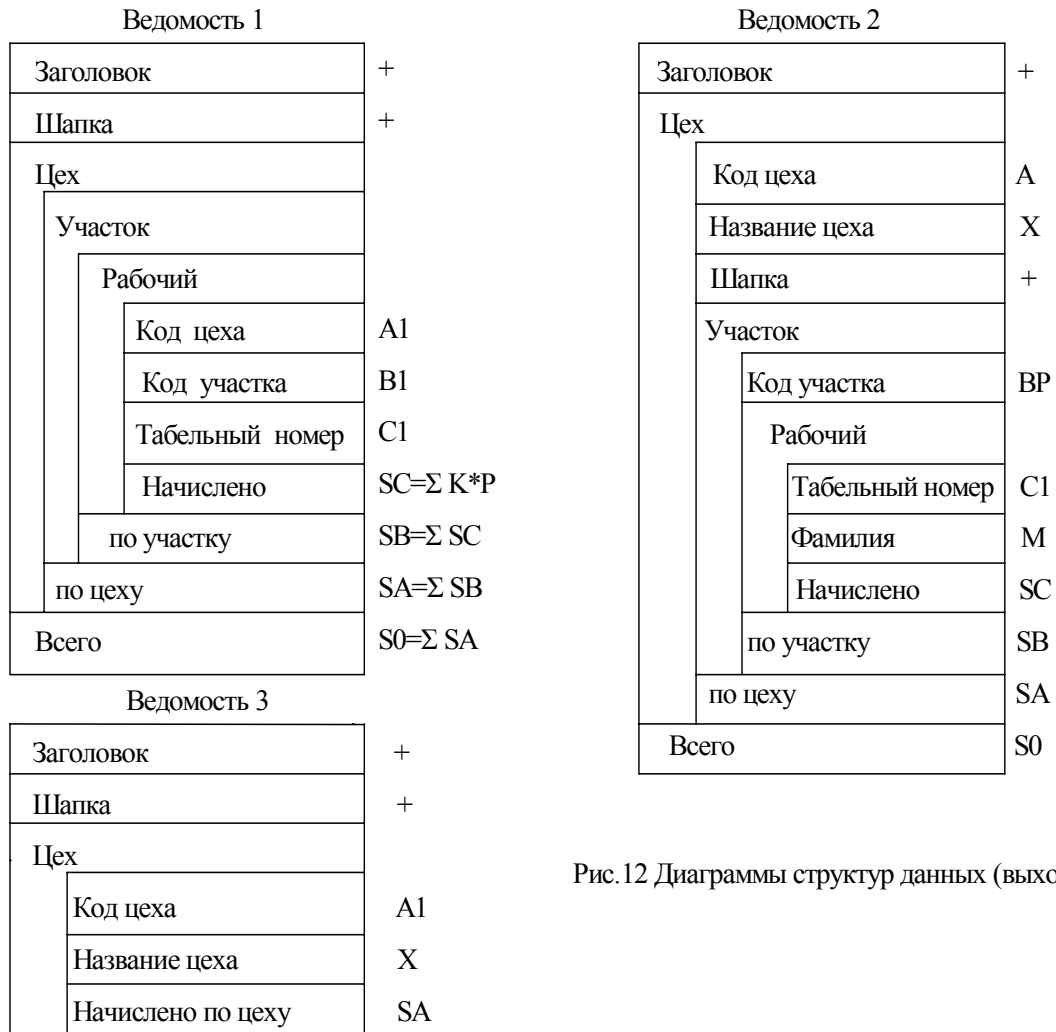 Ведомость 1
Заголовок +
Шапка +
Цех
Участок
Рабочий
Код цеха A1
Код участка B1
Табельный номер C1
Начислено SC=Σ K*P
по участку SB=Σ SC
по цеху SA=Σ SB
Всего S0=Σ SA
Ведомость 2
Заголовок +
Цех
Код цеха A
Название цеха X
Шапка +
Участок
Код участка BP
Рабочий
Табельный номер C1
Фамилия M
Начислено SC
по участку SB
по цеху SA
Всего S0
Ведомость 3
Заголовок +
Шапка +
Цех
Код цеха A1
Название цеха X
Начислено по цеху SA
Рис.12 Диаграммы структур данных (выхо